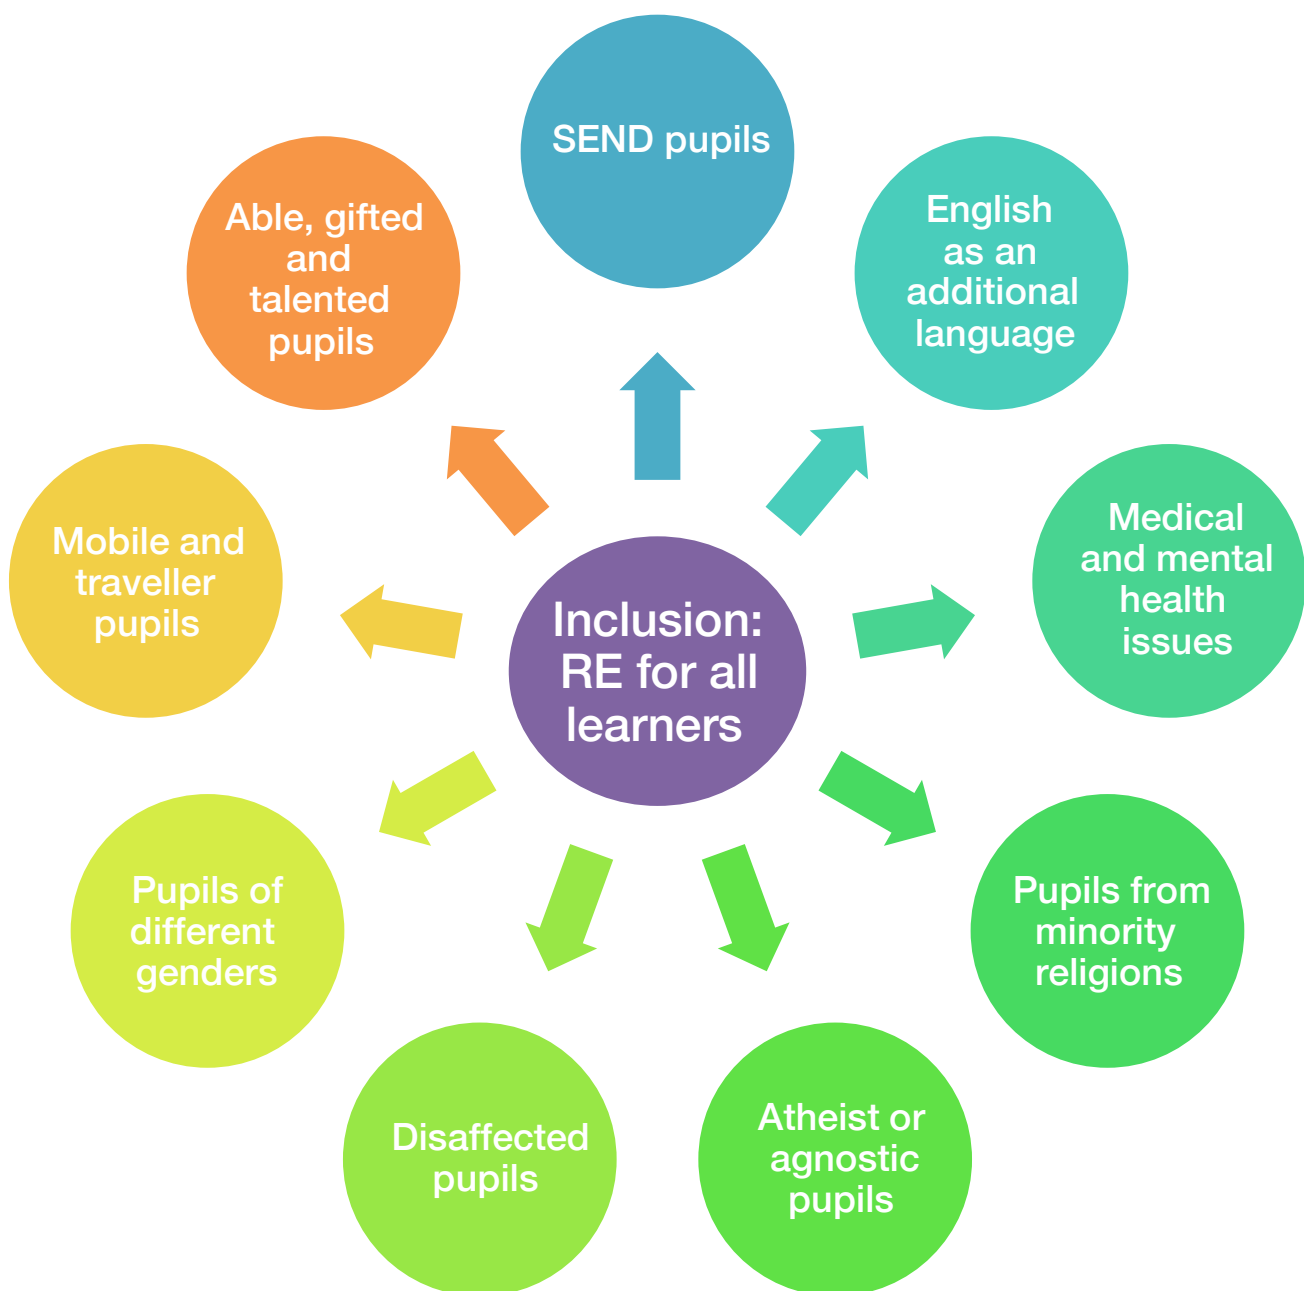 SEND pupils
English
as an
additional
language
Medical
and mental
health
issues
Pupils from
minority
religions
Atheist or
agnostic
pupils
Disaffected
pupils
Pupils of
different
genders
Mobile and
traveller
pupils
Able, gifted
and
talented
pupils
Inclusion:
RE for all
learners